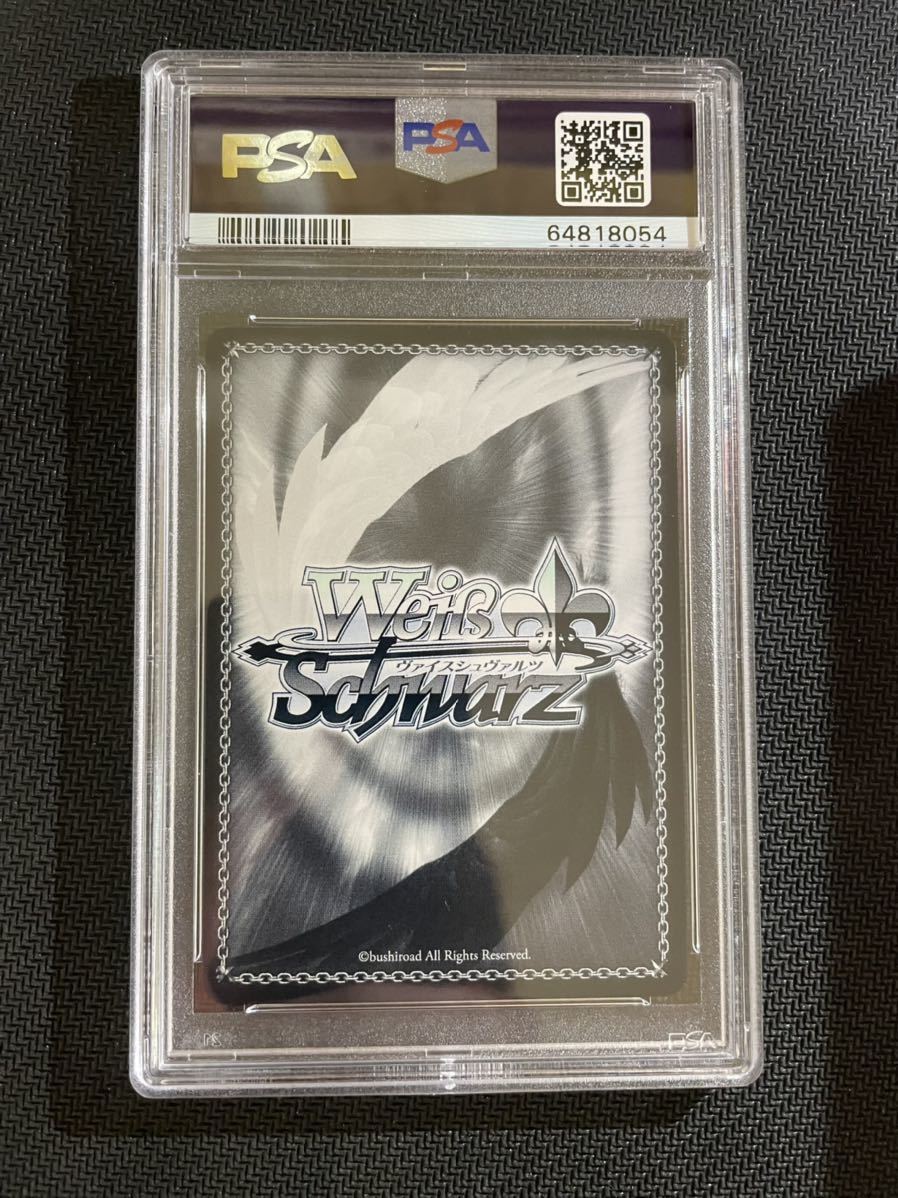 PSA
PSA
64818054
Weiß
ヴァイスシュヴァルツ
Schwarz
©bushiroad All Rights Reserved.
PSA